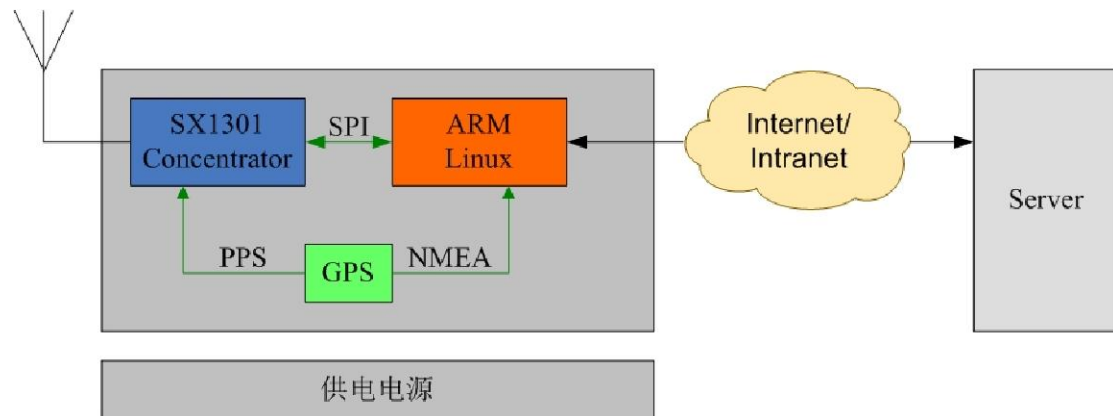 SX1301
Concentrator
SPI
ARM
Linux
Internet/
Intranet
Server
PPS
GPS
NMEA
供电电源